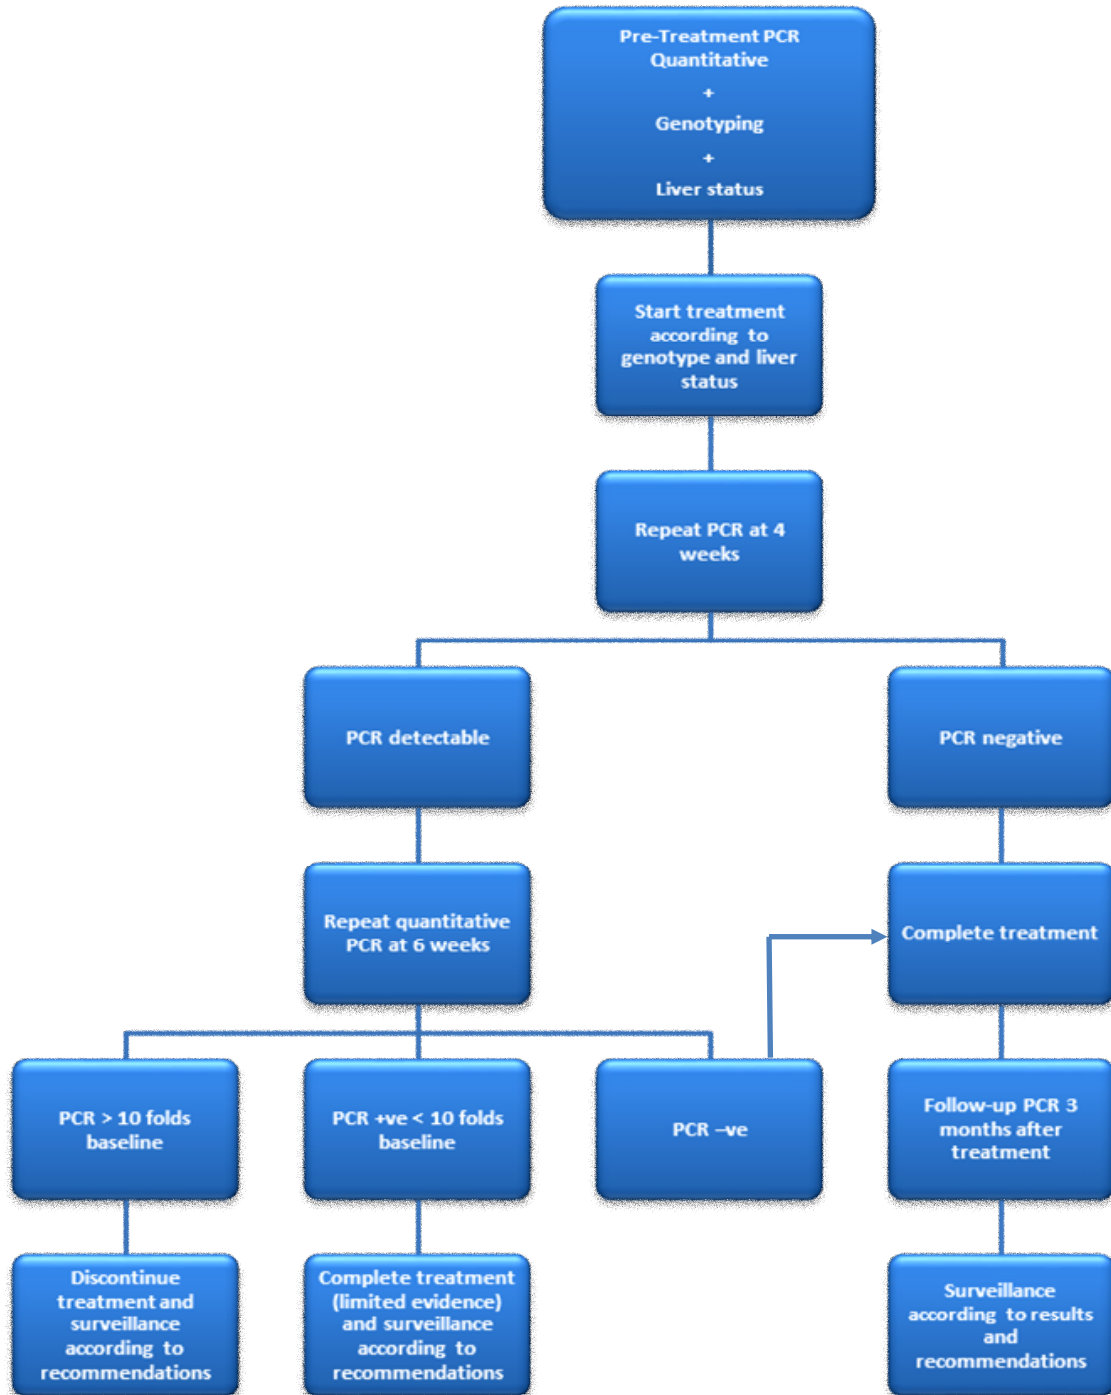 Pre-Treatment PCR
Quantitative
+
Genotyping
+
Liver status
Start treatment
according to
genotype and liver
status
Repeat PCR at 4
weeks
PCR detectable
PCR negative
Repeat quantitative
PCR at 6 weeks
Complete treatment
PCR > 10 folds
baseline
PCR +ve < 10 folds
baseline
PCR –ve
Follow-up PCR 3
months after
treatment
Discontinue
treatment and
surveillance
according to
recommendations
Complete treatment
(limited evidence)
and surveillance
according to
recommendations
Surveillance
according to results
and
recommendations